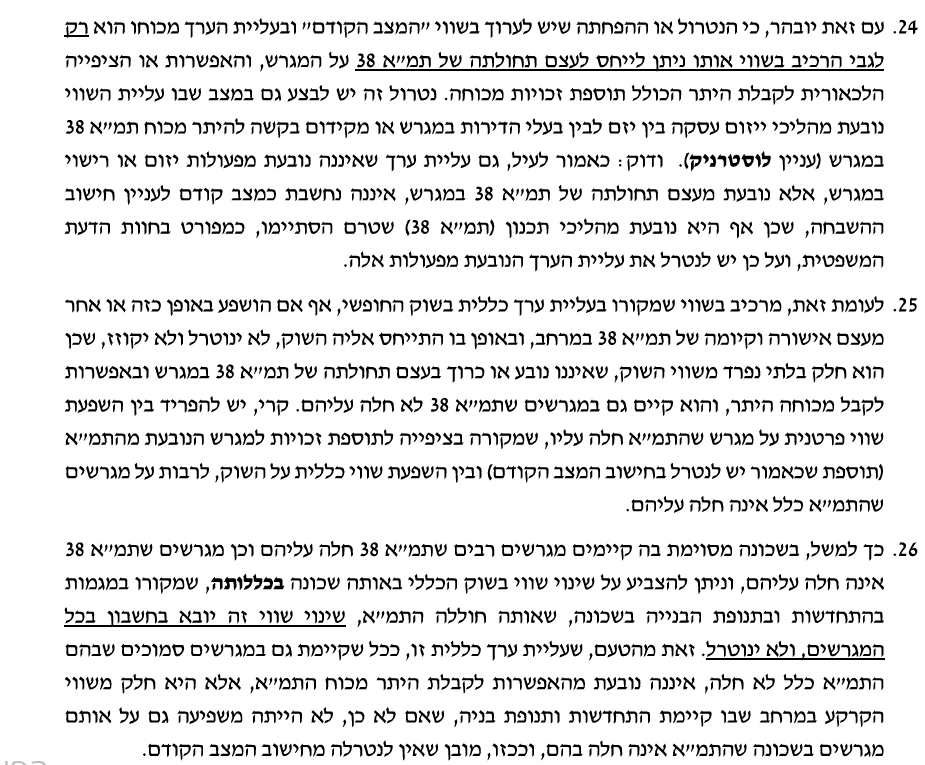 24. עם זאת יובהר, כי הנטרול או ההפחתה שיש לערוך בשווי ״המצב הקודם״ ובעליית הערך מכוחו הוא רק
לגבי הרכיב בשווי אותו ניתן לייחס לעצם תחולתה של תמ״א 38 על המגרש, והאפשרות או הציפייה
הלכאורית לקבלת היתר הכולל תוספת זכויות מכוחה. נטרול זה יש לבצע גם במצב שבו עליית השווי
נובעת מהליכי ייזום עסקה בין יזם לבין בעלי הדירות במגרש או מקידום בקשה להיתר מכוח תמ״א 38
במגרש (עניין לוסטרניק). ודוק: כאמור לעיל, גם עליית ערך שאיננה נובעת מפעולות יזום או רישוי
במגרש, אלא נובעת מעצם תחולתה של תמ״א 38 במגרש, איננה נחשבת כמצב קודם לעניין חישוב
ההשבחה, שכן אף היא נובעת מהליכי תכנון (תמ״א 38) שטרם הסתיימו, כמפורט בחוות הדעת
המשפטית, ועל כן יש לנטרל את עליית הערך הנובעת מפעולות אלה.
25. לעומת זאת, מרכיב בשווי שמקורו בעליית ערך כללית בשוק החופשי, אף אם הושפע באופן כזה או אחר
מעצם אישורה וקיומה של תמ״א 38 במרחב, ובאופן בו התייחס אליה השוק, לא ינוטרל ולא יקוזז, שכן
הוא חלק בלתי נפרד משווי השוק, שאיננו נובע או כרוך בעצם תחולתה של תמ״א 38 במגרש ובאפשרות
לקבל מכוחה היתר, והוא קיים גם במגרשים שתמ״א 38 לא חלה עליהם. קרי, יש להפריד בין השפעת
שווי פרטנית על מגרש שהתמ״א חלה עליו, שמקורה בציפייה לתוספת זכויות למגרש הנובעת מהתמ״א
(תוספת שכאמור יש לנטרל בחישוב המצב הקודם) ובין השפעת שווי כללית על השוק, לרבות על מגרשים
שהתמ״א כלל אינה חלה עליהם.
26. כך למשל, בשכונה מסוימת בה קיימים מגרשים רבים שתמ״א 38 חלה עליהם וכן מגרשים שתמ״א 38
אינה חלה עליהם, וניתן להצביע על שינוי שווי בשוק הכללי באותה שכונה בכללותה, שמקורו במגמות
בהתחדשות ובתנופת הבנייה בשכונה, שאותה חוללה התמ״א, שינוי שווי זה יובא בחשבון בכל
המגרשים, ולא ינוטרל. זאת מהטעם, שעליית ערך כללית זו, ככל שקיימת גם במגרשים סמוכים שבהם
התמ״א כלל לא חלה, איננה נובעת מהאפשרות לקבלת היתר מכוח התמ״א, אלא היא חלק משווי
הקרקע במרחב שבו קיימת התחדשות ותנופת בניה, שאם לא כן, לא הייתה משפיעה גם על אותם
מגרשים בשכונה שהתמ״א אינה חלה בהם, וככזו, מובן שאין לנטרלה מחישוב המצב הקודם.